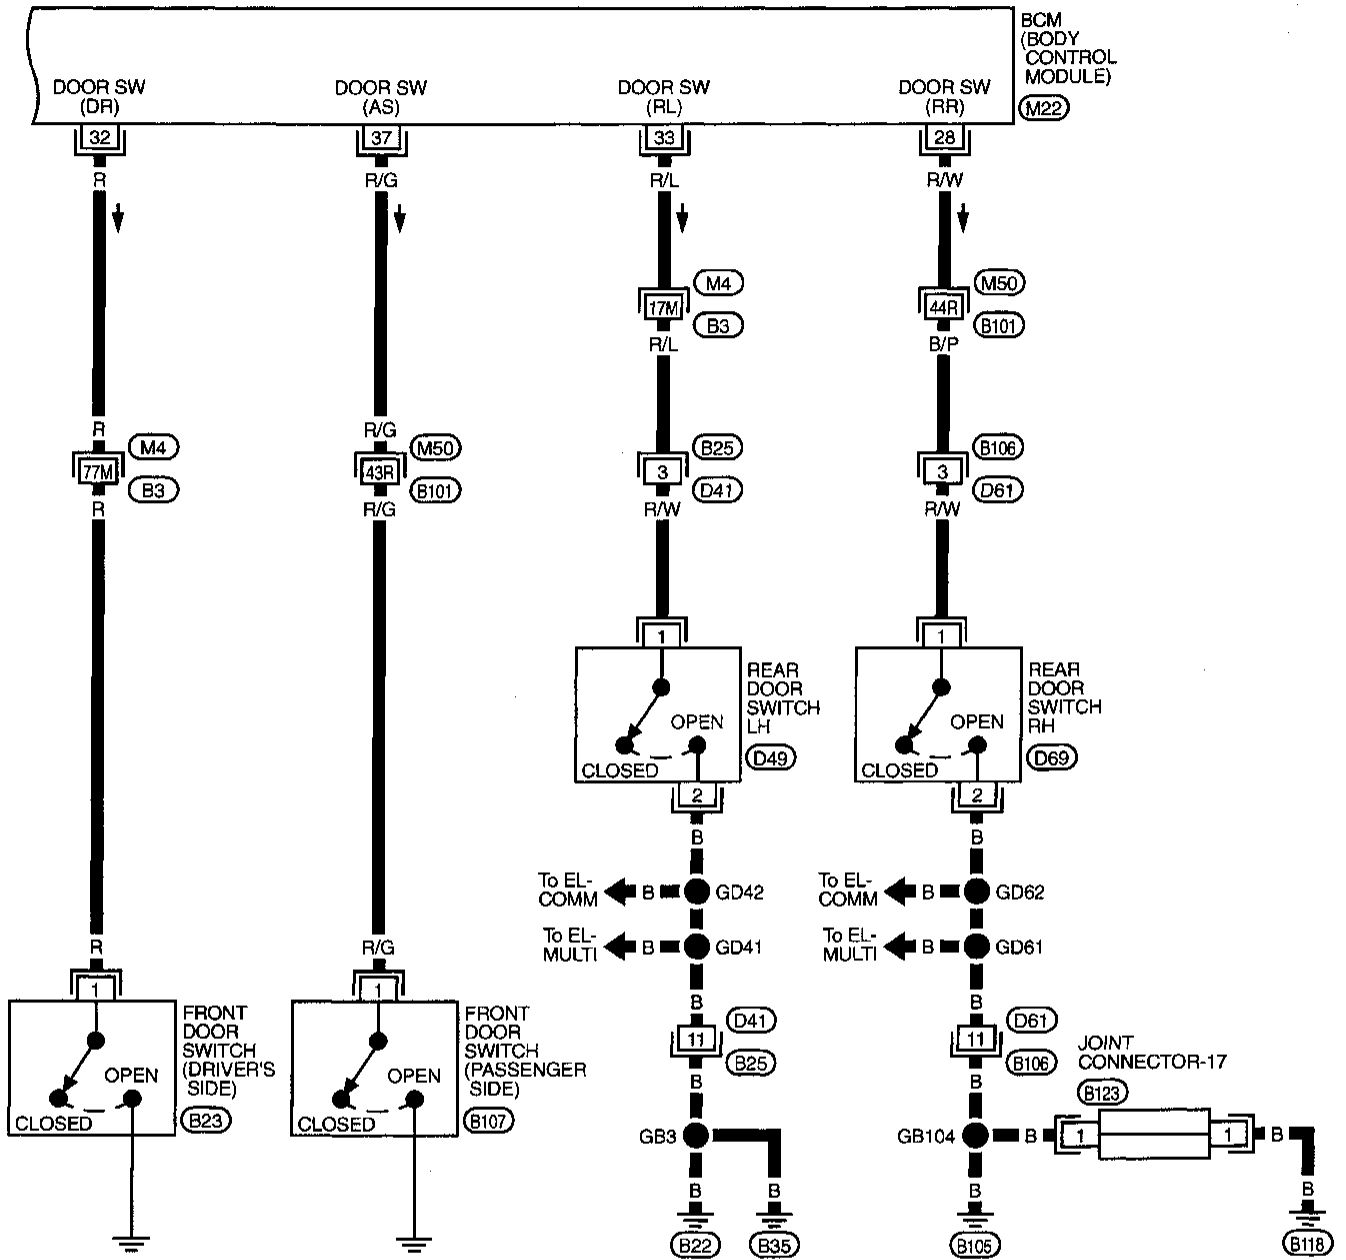 BCM
(BODY
CONTROL
MODULE)
M22
DOOR SW
(DR)
DOOR SW
(AS)
DOOR SW
(RL)
DOOR SW
(RR)
32
37
33
28
R
R/G
R/L
R/W
17M
M4
B3
44R
M50
B101
R/L
B/P
R
R/G
77M
M4
B3
43R
M50
B101
3
B25
D41
3
B106
D61
R
R/G
R/W
R/W
1
1
REAR
DOOR
SWITCH
LH
D49
OPEN
CLOSED
REAR
DOOR
SWITCH
RH
D69
OPEN
CLOSED
2
2
B
B
To EL-
COMM
B
GD42
To EL-
COMM
B
GD62
To EL-
MULTI
B
GD41
To EL-
MULTI
B
GD61
R
R/G
B
B
1
1
FRONT
DOOR
SWITCH
(DRIVER'S
SIDE)
B23
OPEN
CLOSED
FRONT
DOOR
SWITCH
(PASSENGER
SIDE)
B107
OPEN
CLOSED
11
D41
B25
11
D61
B106
JOINT
CONNECTOR-17
B123
B
B
GB3
GB104
B
1
1
B
B
B
B
B
B22
B35
B105
B118